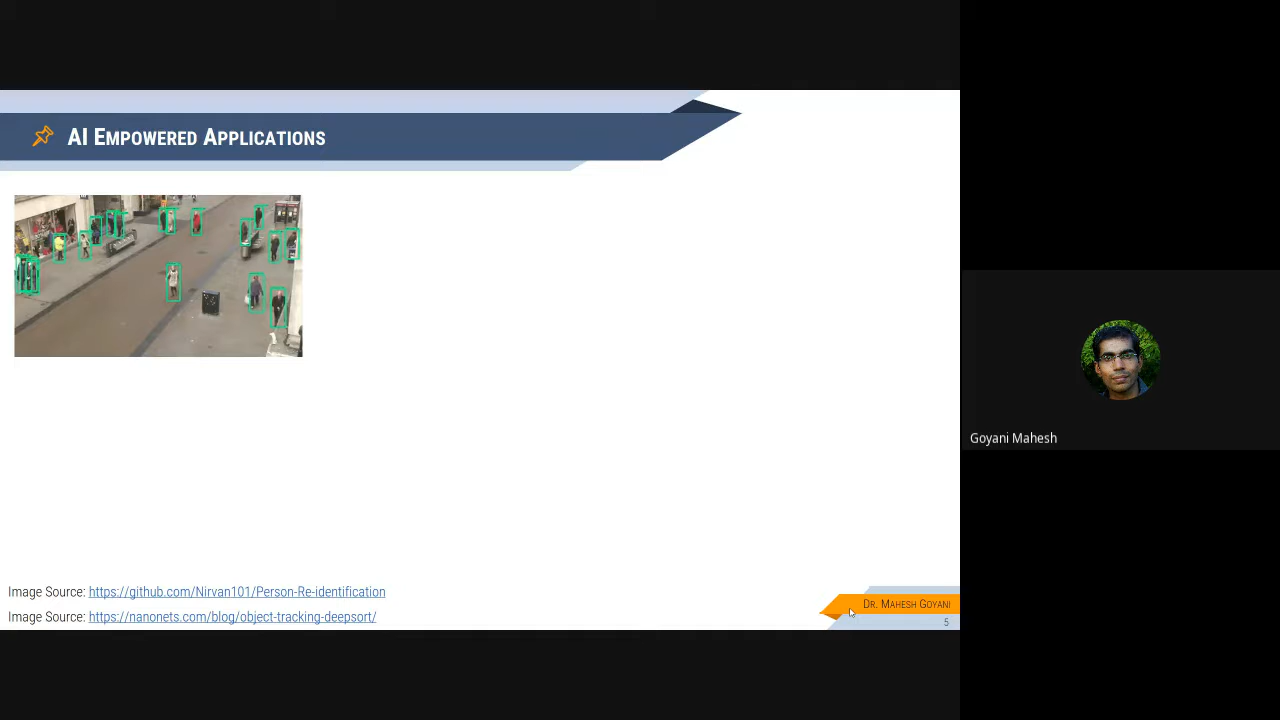 AI Empowered Applications
Goyani Mahesh
Image Source: https://github.com/Nirvan101/Person-Re-identification
Image Source: https://nanonets.com/blog/object-tracking-deepsort/
Dr. Mahesh Goyani
5